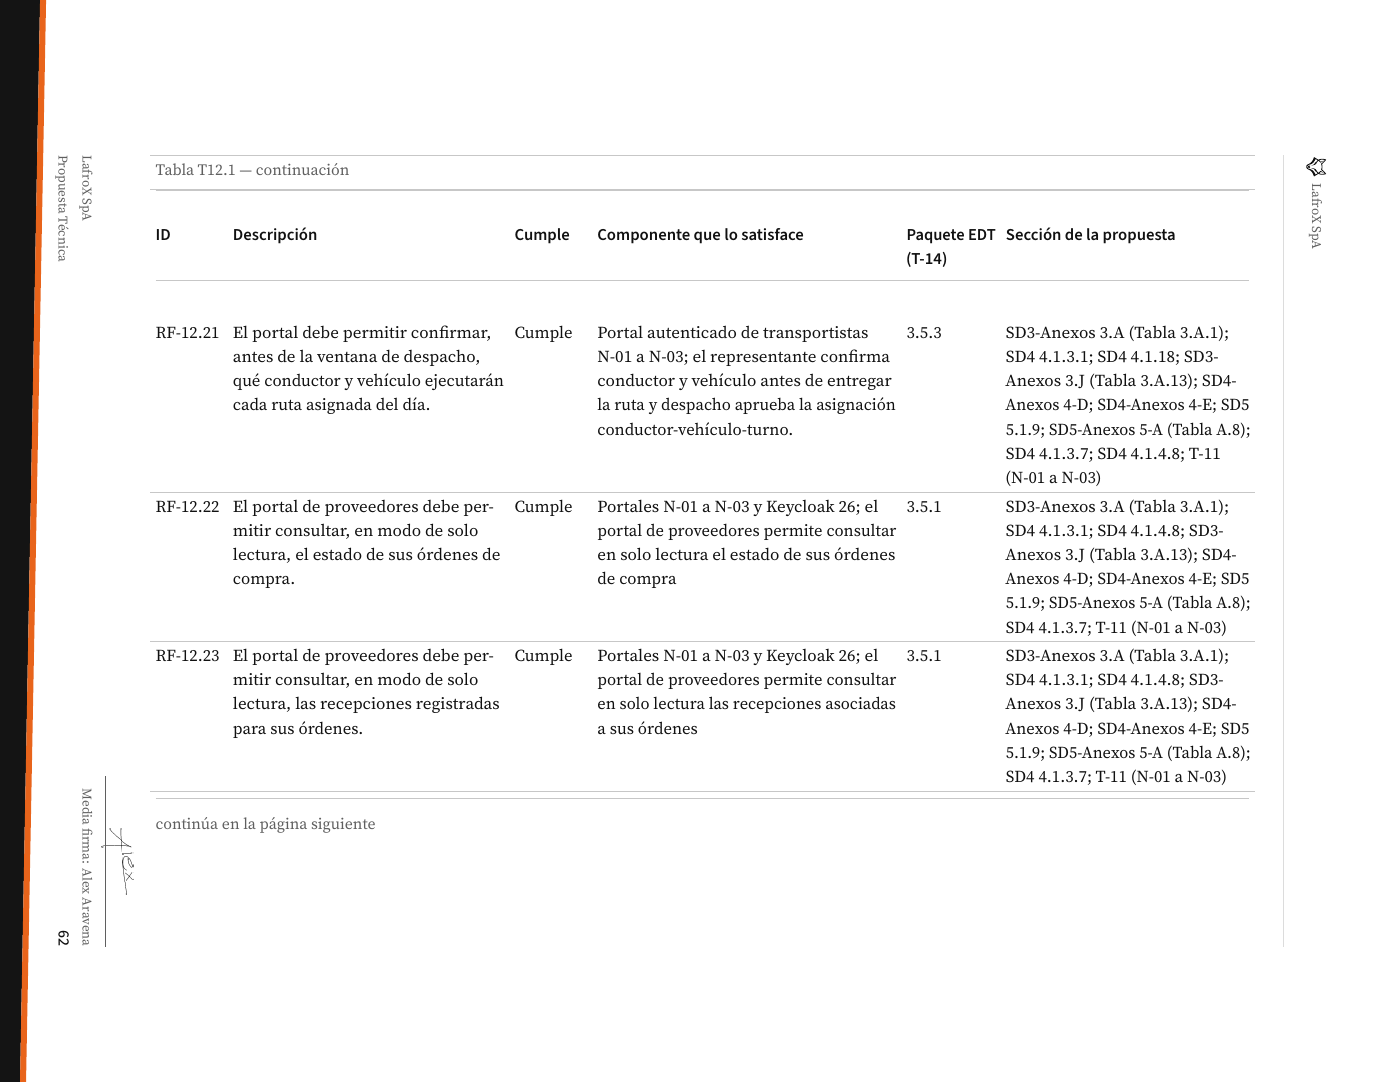 LafroX SpA
Propuesta Técnica
LafroX SpA
Tabla T12.1 — continuación
ID Descripción Cumple Componente que lo satisface Paquete EDT Sección de la propuesta
(T-14)
RF-12.21 El portal debe permitir confirmar, Cumple Portal autenticado de transportistas 3.5.3 SD3-Anexos 3.A (Tabla 3.A.1);
antes de la ventana de despacho, N-01 a N-03; el representante confirma SD4 4.1.3.1; SD4 4.1.18; SD3-
qué conductor y vehículo ejecutarán conductor y vehículo antes de entregar Anexos 3.J (Tabla 3.A.13); SD4-
cada ruta asignada del día. la ruta y despacho aprueba la asignación Anexos 4-D; SD4-Anexos 4-E; SD5
conductor-vehículo-turno. 5.1.9; SD5-Anexos 5-A (Tabla A.8);
SD4 4.1.3.7; SD4 4.1.4.8; T-11
(N-01 a N-03)
RF-12.22 El portal de proveedores debe per- Cumple Portales N-01 a N-03 y Keycloak 26; el 3.5.1 SD3-Anexos 3.A (Tabla 3.A.1);
mitir consultar, en modo de solo portal de proveedores permite consultar SD4 4.1.3.1; SD4 4.1.4.8; SD3-
lectura, el estado de sus órdenes de en solo lectura el estado de sus órdenes Anexos 3.J (Tabla 3.A.13); SD4-
compra. de compra Anexos 4-D; SD4-Anexos 4-E; SD5
5.1.9; SD5-Anexos 5-A (Tabla A.8);
SD4 4.1.3.7; T-11 (N-01 a N-03)
RF-12.23 El portal de proveedores debe per- Cumple Portales N-01 a N-03 y Keycloak 26; el 3.5.1 SD3-Anexos 3.A (Tabla 3.A.1);
mitir consultar, en modo de solo portal de proveedores permite consultar SD4 4.1.3.1; SD4 4.1.4.8; SD3-
lectura, las recepciones registradas en solo lectura las recepciones asociadas Anexos 3.J (Tabla 3.A.13); SD4-
para sus órdenes. a sus órdenes Anexos 4-D; SD4-Anexos 4-E; SD5
5.1.9; SD5-Anexos 5-A (Tabla A.8);
SD4 4.1.3.7; T-11 (N-01 a N-03)
continúa en la página siguiente
Alex
Media firma: Alex Aravena
62